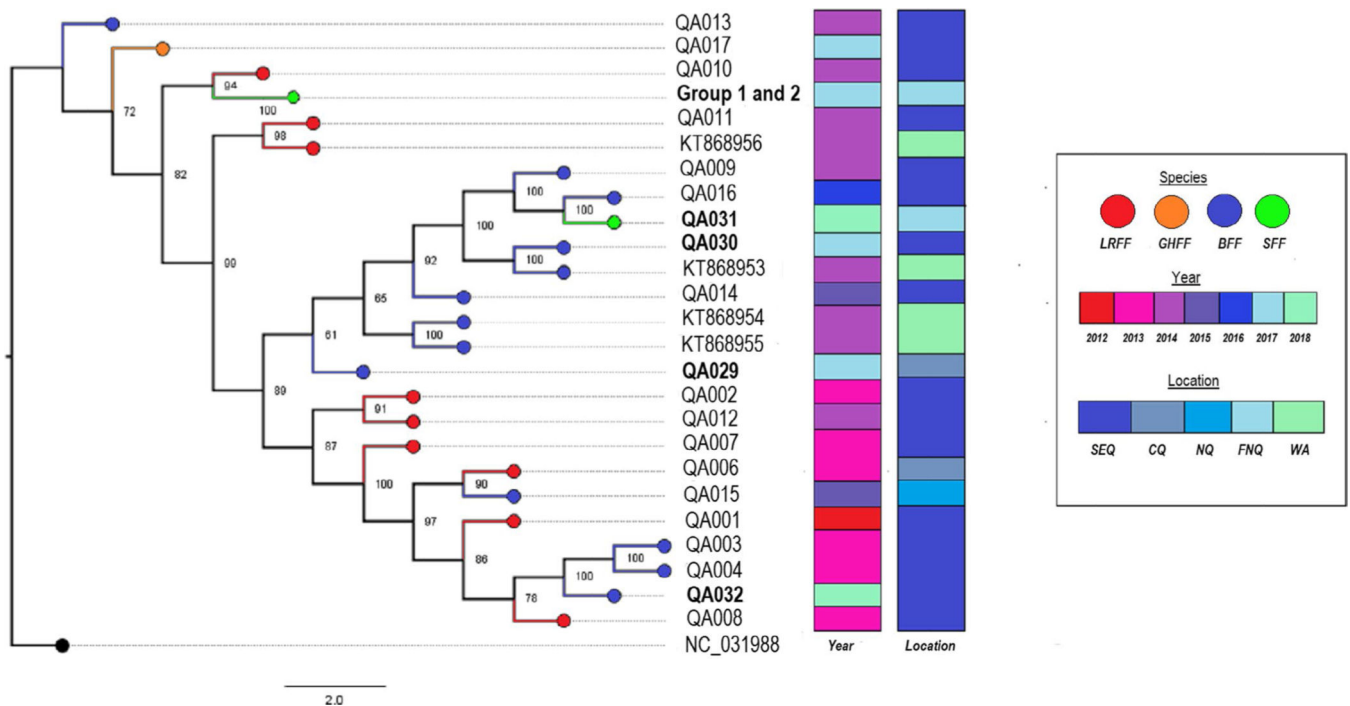 QA013
QA017
QA010
94
Group 1 and 2
72
100
QA011
98
KT868956
82
QA009
100
QA016
100
QA031
100
QA030
99
92
100
KT868953
65
QA014
KT868954
61
100
KT868955
QA029
89
QA002
91
QA012
87
QA007
QA006
100
90
QA015
97
QA001
QA003
86
100
QA004
100
QA032
78
QA008
NC_031988
Year Location
2.0
Species
LRFF GHFF BFF SFF
Year
2012 2013 2014 2015 2016 2017 2018
Location
SEQ CQ NQ FNQ WA